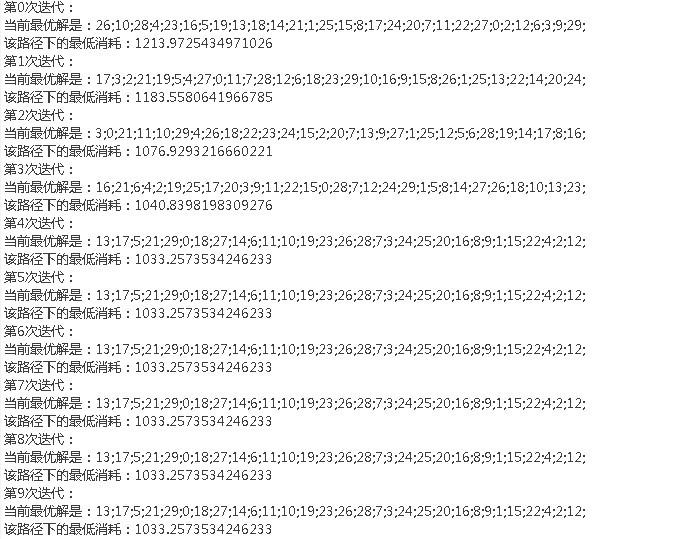 第0次迭代：
当前最优解是：26;10;28;4;23;16;5;19;13;18;14;21;1;25;15;8;17;24;20;7;11;22;27;0;2;12;6;3;9;29;
该路径下的最低消耗：1213.9725434971026
第1次迭代：
当前最优解是：17;3;2;21;19;5;4;27;0;11;7;28;12;6;18;23;29;10;16;9;15;8;26;1;25;13;22;14;20;24;
该路径下的最低消耗：1183.5580641966785
第2次迭代：
当前最优解是：3;0;21;11;10;29;4;26;18;22;23;24;15;2;20;7;13;9;27;1;25;12;5;6;28;19;14;17;8;16;
该路径下的最低消耗：1076.9293216660221
第3次迭代：
当前最优解是：16;21;6;4;2;19;25;17;20;3;9;11;22;15;0;28;7;12;24;29;1;5;8;14;27;26;18;10;13;23;
该路径下的最低消耗：1040.8398198309276
第4次迭代：
当前最优解是：13;17;5;21;29;0;18;27;14;6;11;10;19;23;26;28;7;3;24;25;20;16;8;9;1;15;22;4;2;12;
该路径下的最低消耗：1033.2573534246233
第5次迭代：
当前最优解是：13;17;5;21;29;0;18;27;14;6;11;10;19;23;26;28;7;3;24;25;20;16;8;9;1;15;22;4;2;12;
该路径下的最低消耗：1033.2573534246233
第6次迭代：
当前最优解是：13;17;5;21;29;0;18;27;14;6;11;10;19;23;26;28;7;3;24;25;20;16;8;9;1;15;22;4;2;12;
该路径下的最低消耗：1033.2573534246233
第7次迭代：
当前最优解是：13;17;5;21;29;0;18;27;14;6;11;10;19;23;26;28;7;3;24;25;20;16;8;9;1;15;22;4;2;12;
该路径下的最低消耗：1033.2573534246233
第8次迭代：
当前最优解是：13;17;5;21;29;0;18;27;14;6;11;10;19;23;26;28;7;3;24;25;20;16;8;9;1;15;22;4;2;12;
该路径下的最低消耗：1033.2573534246233
第9次迭代：
当前最优解是：13;17;5;21;29;0;18;27;14;6;11;10;19;23;26;28;7;3;24;25;20;16;8;9;1;15;22;4;2;12;
该路径下的最低消耗：1033.2573534246233